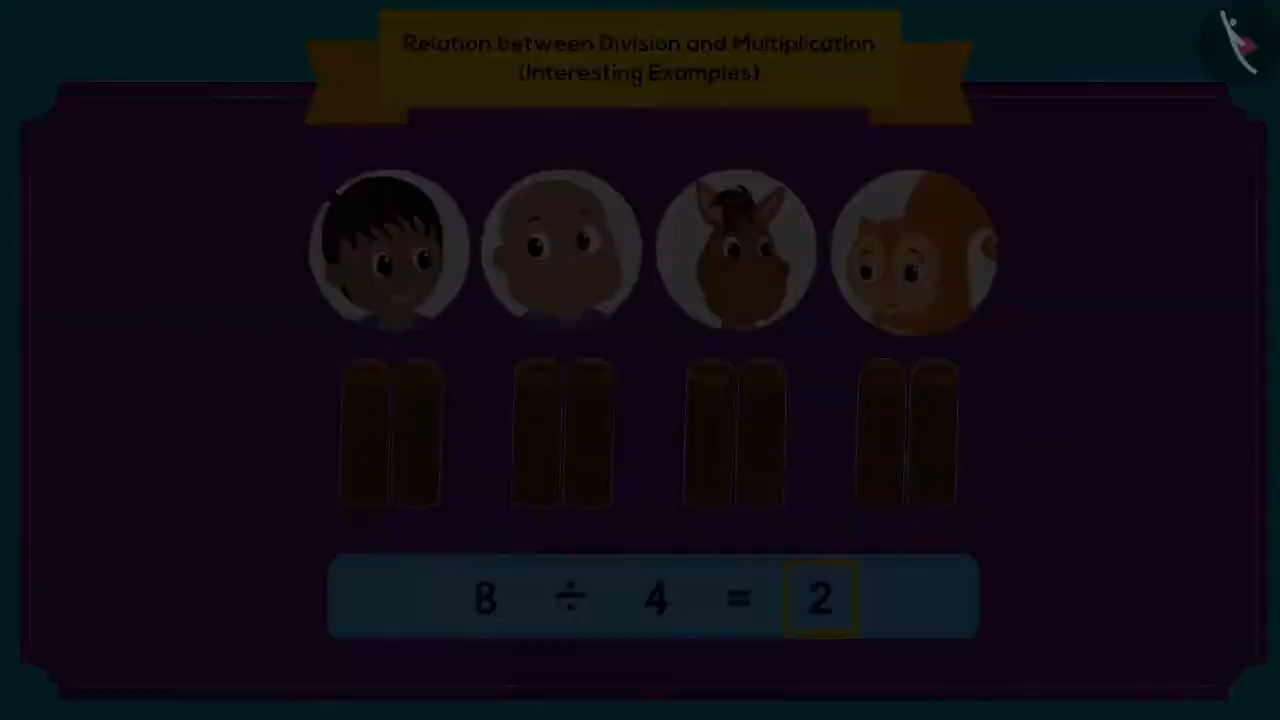 Relation between Division and Multiplication
(Interesting Examples)
8 ÷ 4 = 2